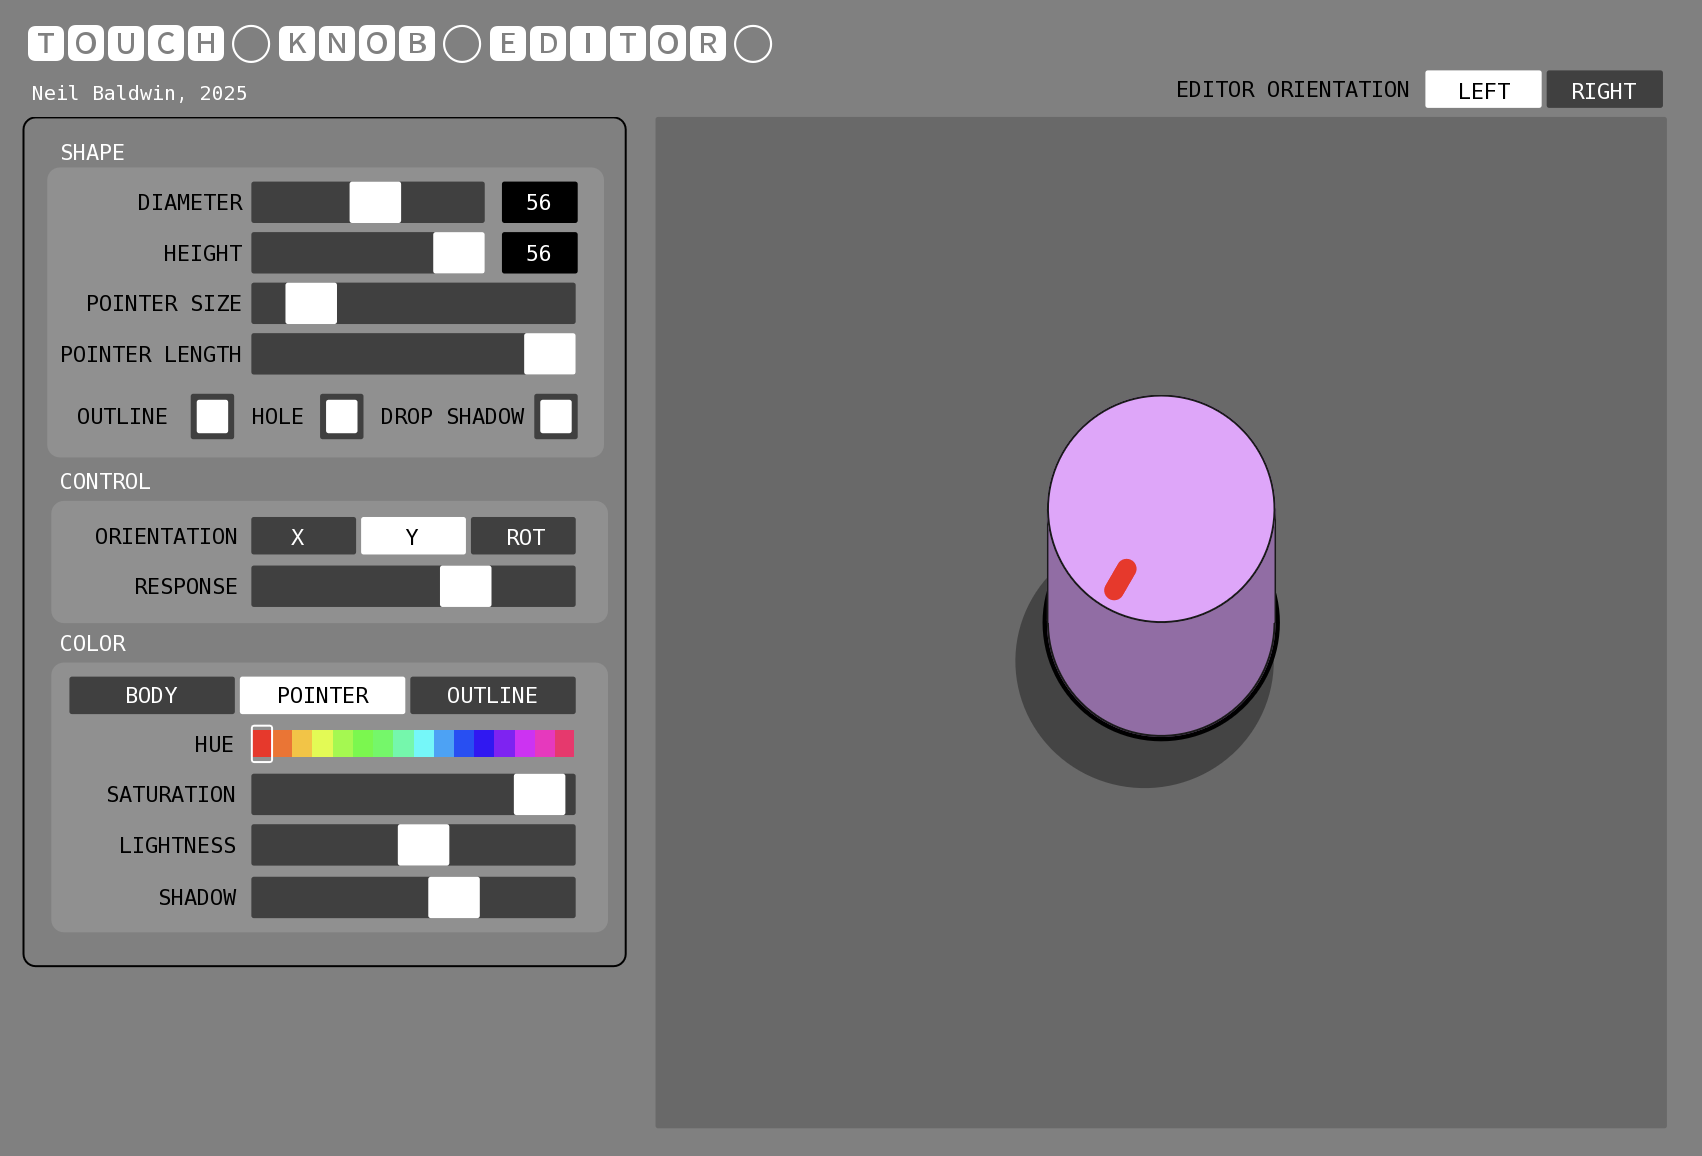 TOUCH KNOB EDITOR
Neil Baldwin, 2025
EDITOR ORIENTATION LEFT RIGHT
SHAPE
DIAMETER 56
HEIGHT 56
POINTER SIZE
POINTER LENGTH
OUTLINE HOLE DROP SHADOW
CONTROL
ORIENTATION X Y ROT
RESPONSE
COLOR
BODY POINTER OUTLINE
HUE
SATURATION
LIGHTNESS
SHADOW